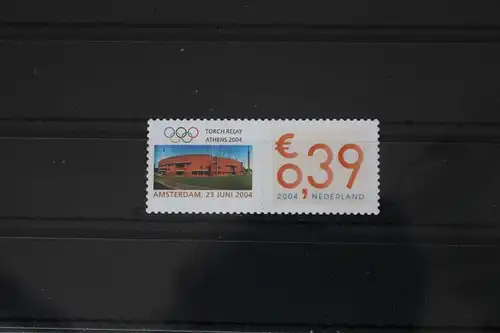 TORCH RELAY
ATHENS 2004
AMSTERDAM, 23 JUNI 2004
€ 0,39
2004 NEDERLAND